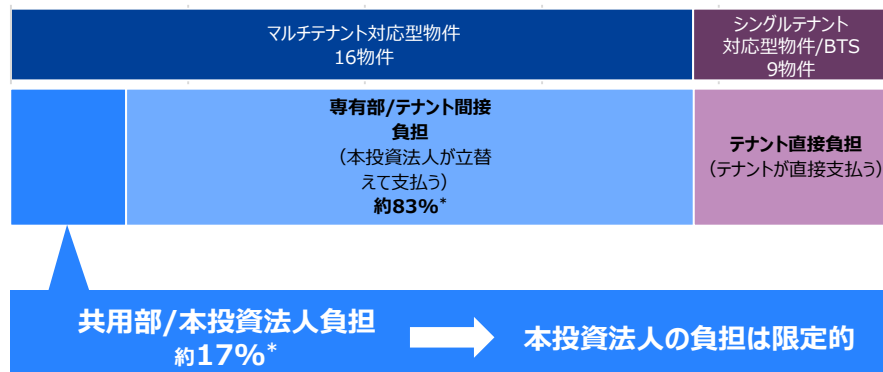 マルチテナント対応型物件
16物件
シングルテナント
対応型物件/BTS
9物件
専有部/テナント間接
負担
（本投資法人が立替
えて支払う）
約83%*
テナント直接負担
（テナントが直接支払う）
共用部/本投資法人負担
約17%*
本投資法人の負担は限定的